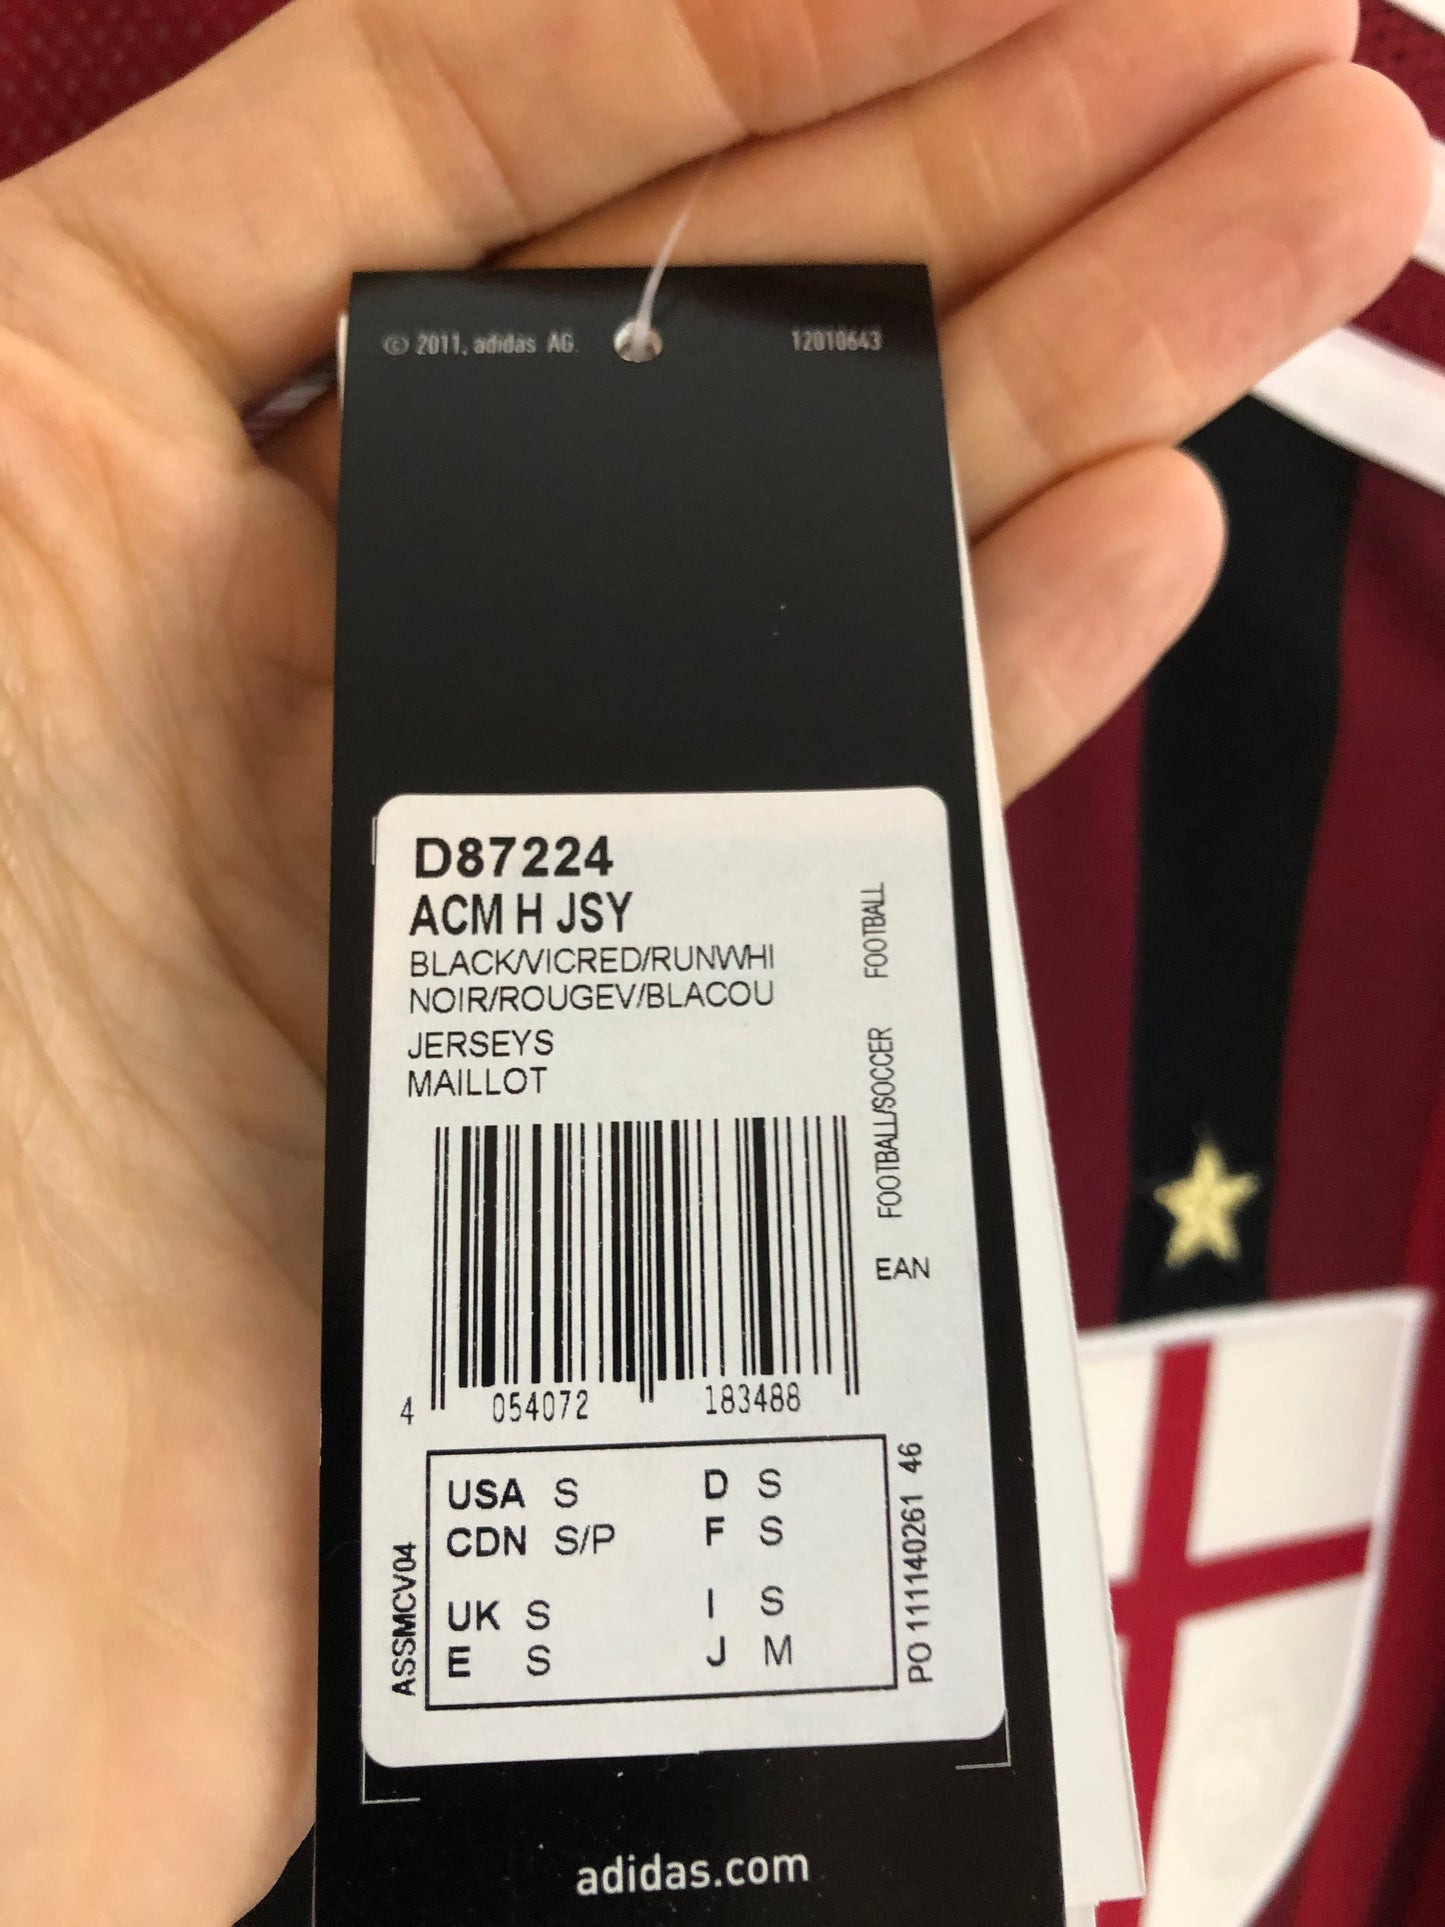 © 2011, adidas AG. 12010643
D87224
ACM H JSY
BLACK/VICRED/RUNWHI
NOIR/ROUGEV/BLACOU
JERSEYS
MAILLOT
FOOTBALL/SOCCER FOOTBALL
EAN
4 054072 183488
USA S D S
CDN S/P F S
UK S I S
E S J M
ASSMCV04
PO 111140261 46
adidas.com